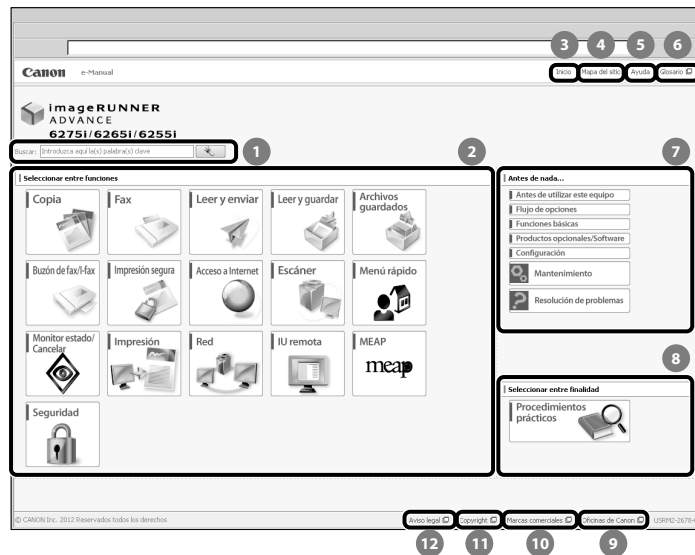 3 4 5 6
Canon e-Manual
Inicio Mapa del sitio Ayuda Glosario
imageRUNNER
ADVANCE
6275i/6265i/6255i
Buscar: Introduzca aquí la(s) palabra(s) clave
1 2 7
Seleccionar entre funciones
Copia Fax Leer y enviar Leer y guardar Archivos
guardados
Buzón de fax/I-fax Impresión segura Acceso a Internet Escáner Menú rápido
Monitor estado/
Cancelar Impresión Red IU remota MEAP
meap
Seguridad
Antes de nada...
Antes de utilizar este equipo
Flujo de opciones
Funciones básicas
Productos opcionales/Software
Configuración
Mantenimiento
Resolución de problemas
8
Seleccionar entre finalidad
Procedimientos
prácticos
© CANON Inc. 2012 Reservados todos los derechos
Aviso legal Copyright Marcas comerciales Oficinas de Canon USRM2-2678-
12 11 10 9